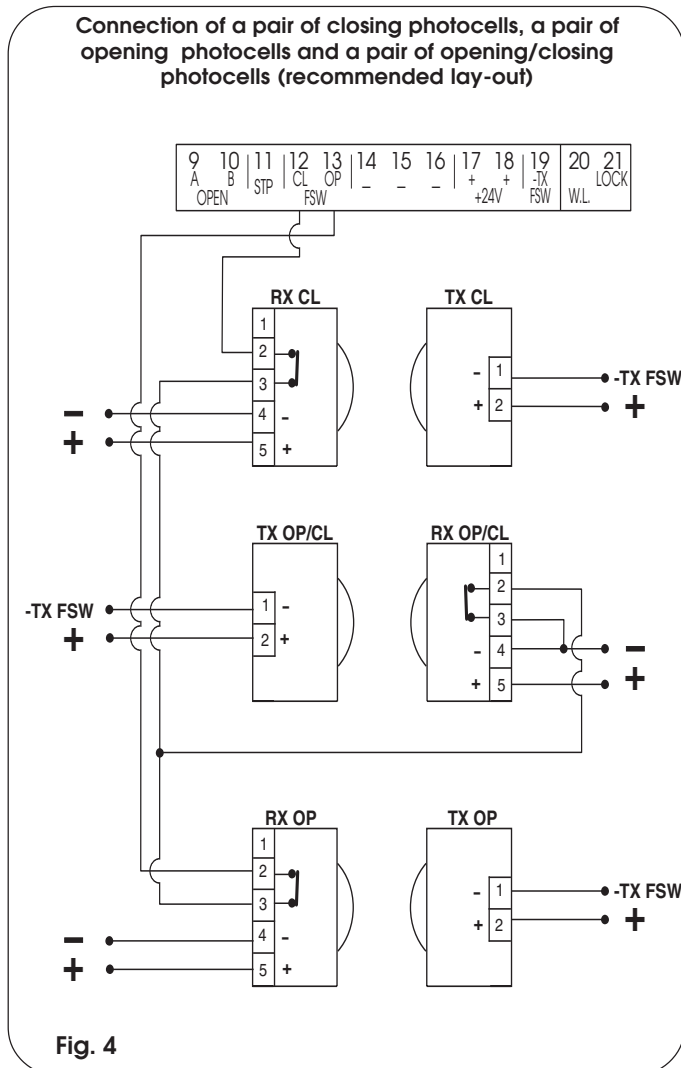 Connection of a pair of closing photocells, a pair of
opening photocells and a pair of opening/closing
photocells (recommended lay-out)
9 10 11 12 13 14 15 16 17 18 19 20 21
A B STP CL OP – – – + + -TX LOCK
OPEN FSW +24V FSW W.L.
RX CL TX CL
1
2
3
4 -
5 +
- 1 -TX FSW
+ 2 +
–
+
TX OP/CL RX OP/CL
-TX FSW 1 -
+ 2 +
1
2
3
- 4 –
+ 5 +
RX OP TX OP
1
2
3
4 -
5 +
- 1 -TX FSW
+ 2 +
–
+
Fig. 4